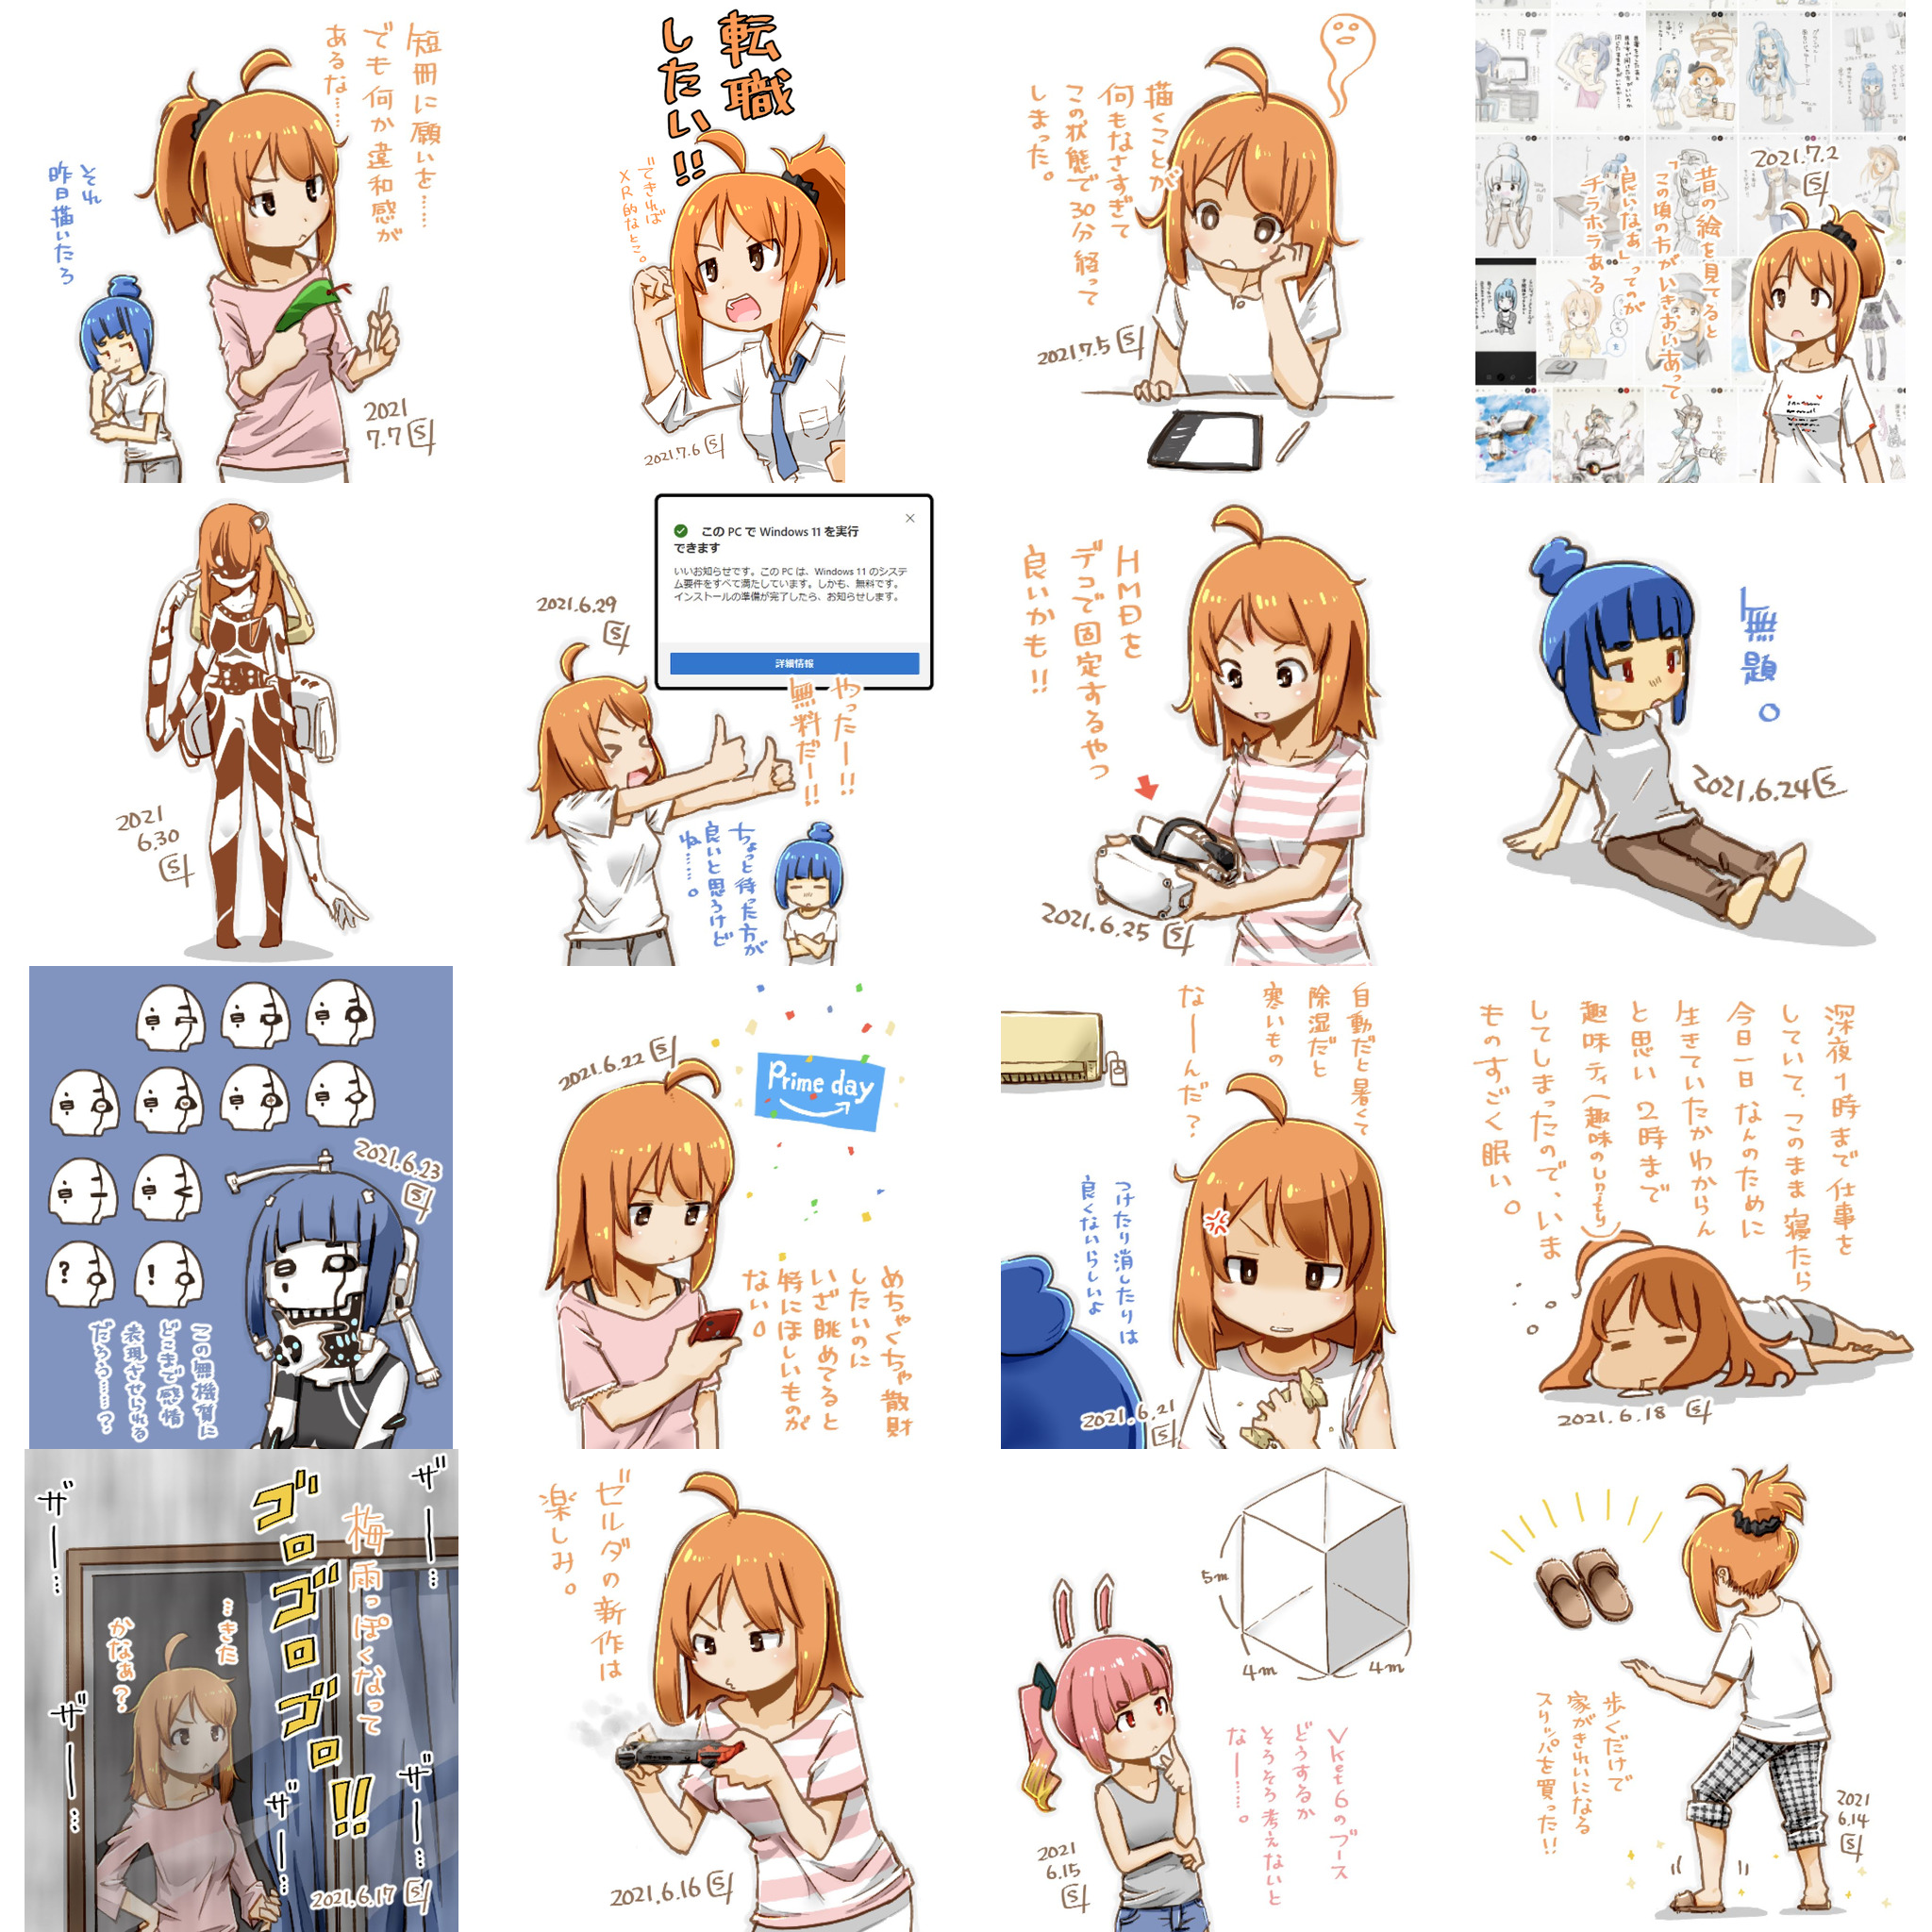 短冊に願いを……
でも何か違和感が
あるな……
それ
昨日描いたろ
2021
7.7
転職
したい!!
できれば
XR的なとこ。
2021.7.6
描くことが
何もなさすぎて
この状態で30分経って
しまった。
2021.7.5
2021.7.2
昔の絵を見てると
「この頃の方がいきおいあって
良いなぁ」ってのが
チラホラある
2021
6.30
2021.6.29
このPCで Windows 11 を実行
できます
いいお知らせです。この PC は、Windows 11 のシステ
ム要件をすべて満たしています。しかも、無料です。
インストールの準備が完了したら、お知らせします。
詳細情報
やったー!!
無料だー!!
ちょっと待った方が
良いと思うけど
ね……。
HMDを
デコで固定するやつ
良いかも!!
2021.6.25
無題。
2021.6.24
2021.6.23
?
!
この無機質に
どこまで感情
表現させられる
だろう……?
2021.6.22
Prime day
めちゃくちゃ散財
したいのに
いざ眺めてると
特にほしいものが
ない。
自動だと暑くて
除湿だと
寒いもの
なーんだ?
つけたり消したりは
良くないらしいよ
2021.6.21
深夜1時まで仕事を
していて、このまま寝たら
今日一日なんのために
生きていたかわからん
と思い2時まで
趣味ティ(趣味のしゅーもり)
してしまったので、いま
ものすごく眠い。
2021.6.18
ザー…
ザー…
ザー…
ザー…
ザー…
ゴロゴロゴロ!!
梅雨っぽくなって
…きた
かなぁ?
2021.6.17
ゼルダの新作は
楽しみ。
2021.6.16
5m
4m
4m
Vket6のブース
どうするか
そろそろ考えないと
なー……。
2021
6.15
歩くだけで
家がきれいになる
スリッパを買った!!
2021
6.14